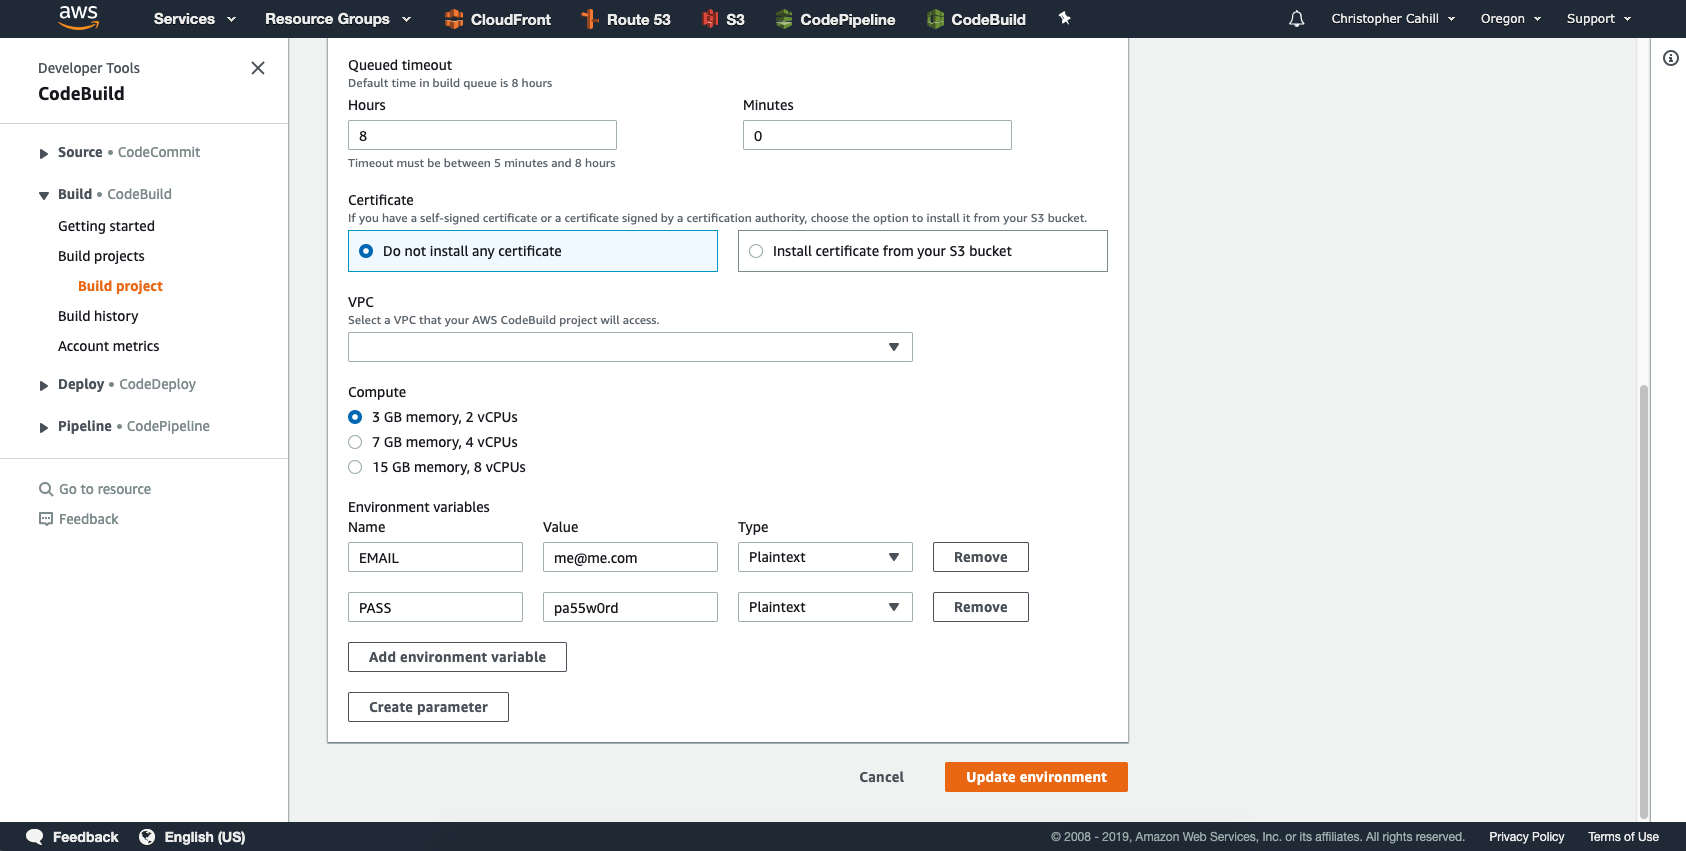 aws
Services
Resource Groups
CloudFront
Route 53
S3
CodePipeline
CodeBuild
Christopher Cahill
Oregon
Support
Developer Tools
CodeBuild
Source • CodeCommit
Build • CodeBuild
Getting started
Build projects
Build project
Build history
Account metrics
Deploy • CodeDeploy
Pipeline • CodePipeline
Go to resource
Feedback
Queued timeout
Default time in build queue is 8 hours
Hours Minutes
8 0
Timeout must be between 5 minutes and 8 hours
Certificate
If you have a self-signed certificate or a certificate signed by a certification authority, choose the option to install it from your S3 bucket.
Do not install any certificate
Install certificate from your S3 bucket
VPC
Select a VPC that your AWS CodeBuild project will access.
Compute
3 GB memory, 2 vCPUs
7 GB memory, 4 vCPUs
15 GB memory, 8 vCPUs
Environment variables
Name Value Type
EMAIL me@me.com Plaintext Remove
PASS pa55w0rd Plaintext Remove
Add environment variable
Create parameter
Cancel Update environment
Feedback English (US)
© 2008 - 2019, Amazon Web Services, Inc. or its affiliates. All rights reserved. Privacy Policy Terms of Use